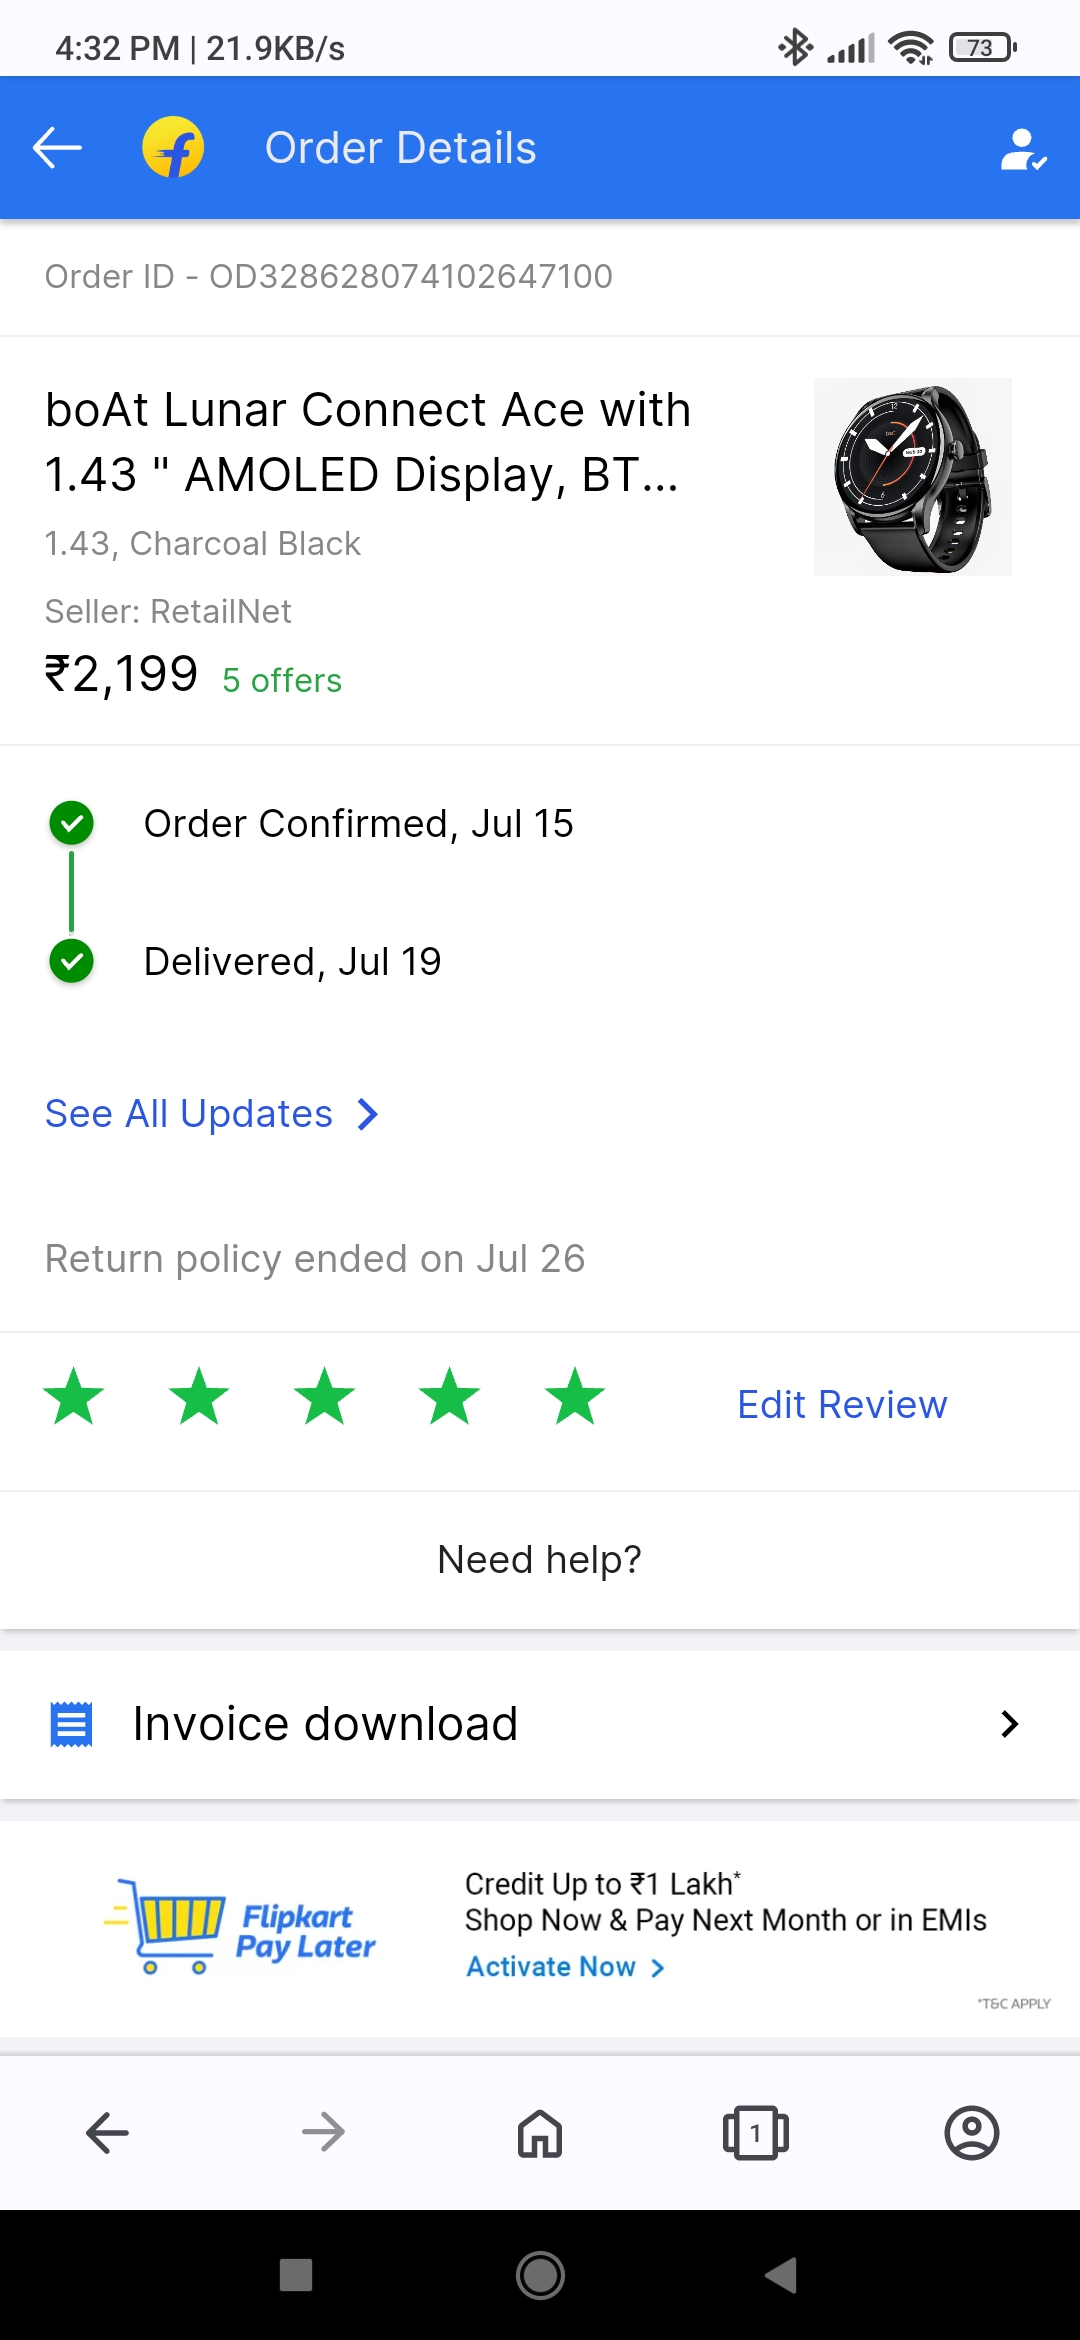 4:32 PM | 21.9KB/s
73
Order Details
Order ID - OD328628074102647100
boAt Lunar Connect Ace with
1.43 " AMOLED Display, BT...
1.43, Charcoal Black
Seller: RetailNet
₹2,199 5 offers
Order Confirmed, Jul 15
Delivered, Jul 19
See All Updates
Return policy ended on Jul 26
Edit Review
Need help?
Invoice download
Flipkart
Pay Later
Credit Up to ₹1 Lakh*
Shop Now & Pay Next Month or in EMIs
Activate Now
*T&C APPLY
1